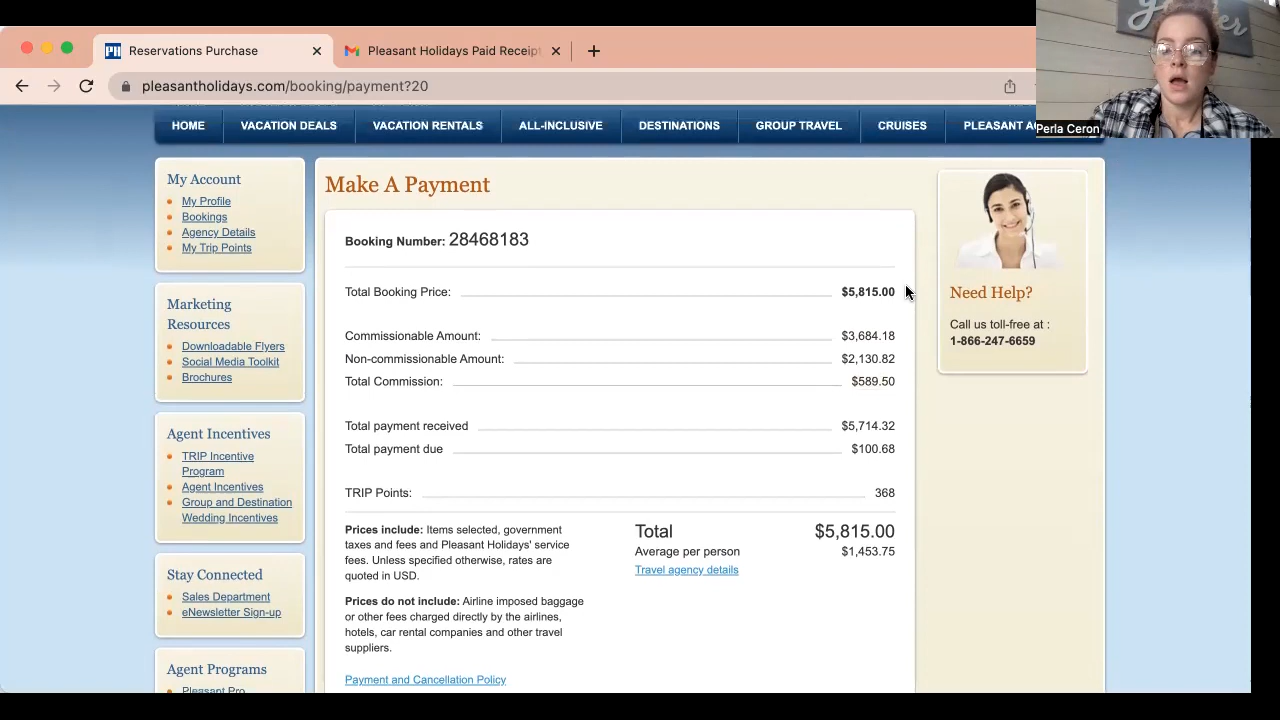 Reservations Purchase
Pleasant Holidays Paid Receipt
pleasantholidays.com/booking/payment?20
HOME VACATION DEALS VACATION RENTALS ALL-INCLUSIVE DESTINATIONS GROUP TRAVEL CRUISES PLEASANT
Perla Ceron
My Account
My Profile
Bookings
Agency Details
My Trip Points
Marketing
Resources
Downloadable Flyers
Social Media Toolkit
Brochures
Agent Incentives
TRIP Incentive
Program
Agent Incentives
Group and Destination
Wedding Incentives
Stay Connected
Sales Department
eNewsletter Sign-up
Agent Programs
Pleasant Pro
Make A Payment
Booking Number: 28468183
Total Booking Price: $5,815.00
Commissionable Amount: $3,684.18
Non-commissionable Amount: $2,130.82
Total Commission: $589.50
Total payment received $5,714.32
Total payment due $100.68
TRIP Points: 368
Prices include: Items selected, government
taxes and fees and Pleasant Holidays' service
fees. Unless specified otherwise, rates are
quoted in USD.
Prices do not include: Airline imposed baggage
or other fees charged directly by the airlines,
hotels, car rental companies and other travel
suppliers.
Payment and Cancellation Policy
Total $5,815.00
Average per person $1,453.75
Travel agency details
Need Help?
Call us toll-free at :
1-866-247-6659